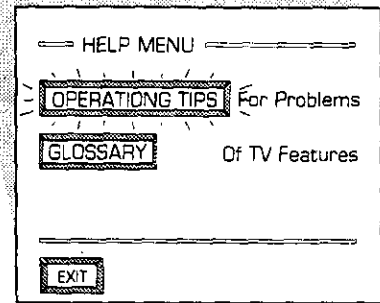 HELP MENU
OPERATIONG TIPS For Problems
GLOSSARY Of TV Features
EXIT